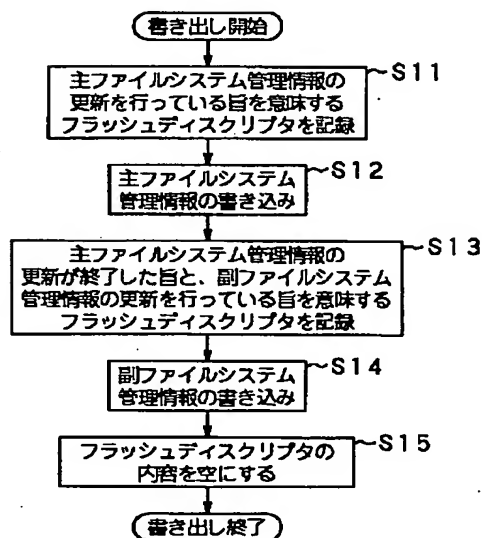 書き出し開始
主ファイルシステム管理情報の
更新を行っている旨を意味する
フラッシュディスクリプタを記録
S11
主ファイルシステム
管理情報の書き込み
S12
主ファイルシステム管理情報の
更新が終了した旨と、副ファイルシステム
管理情報の更新を行っている旨を意味する
フラッシュディスクリプタを記録
S13
副ファイルシステム
管理情報の書き込み
S14
フラッシュディスクリプタの
内容を空にする
S15
書き出し終了